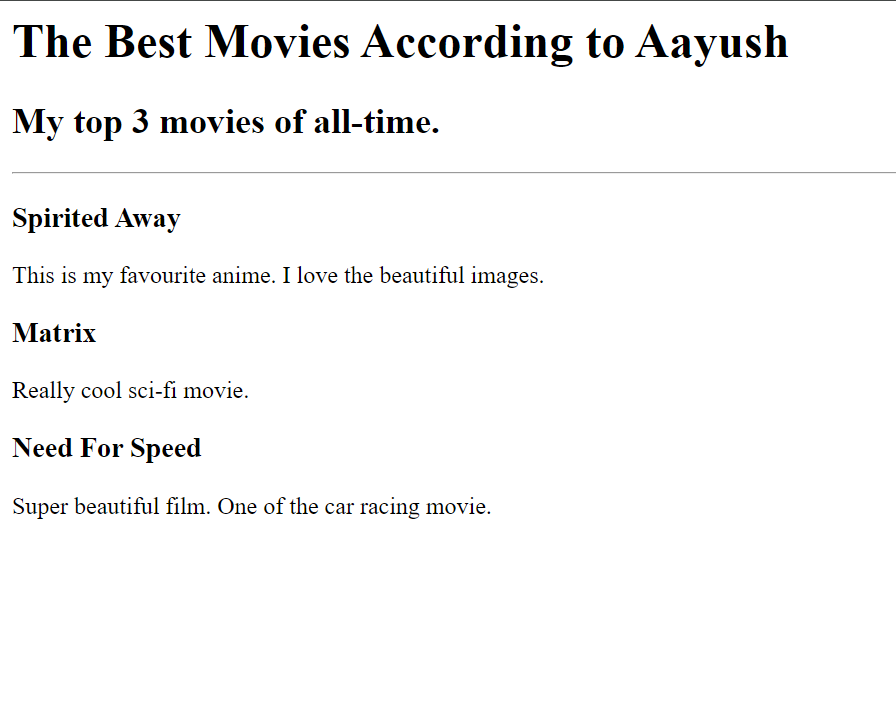 The Best Movies According to Aayush
My top 3 movies of all-time.
Spirited Away
This is my favourite anime. I love the beautiful images.
Matrix
Really cool sci-fi movie.
Need For Speed
Super beautiful film. One of the car racing movie.